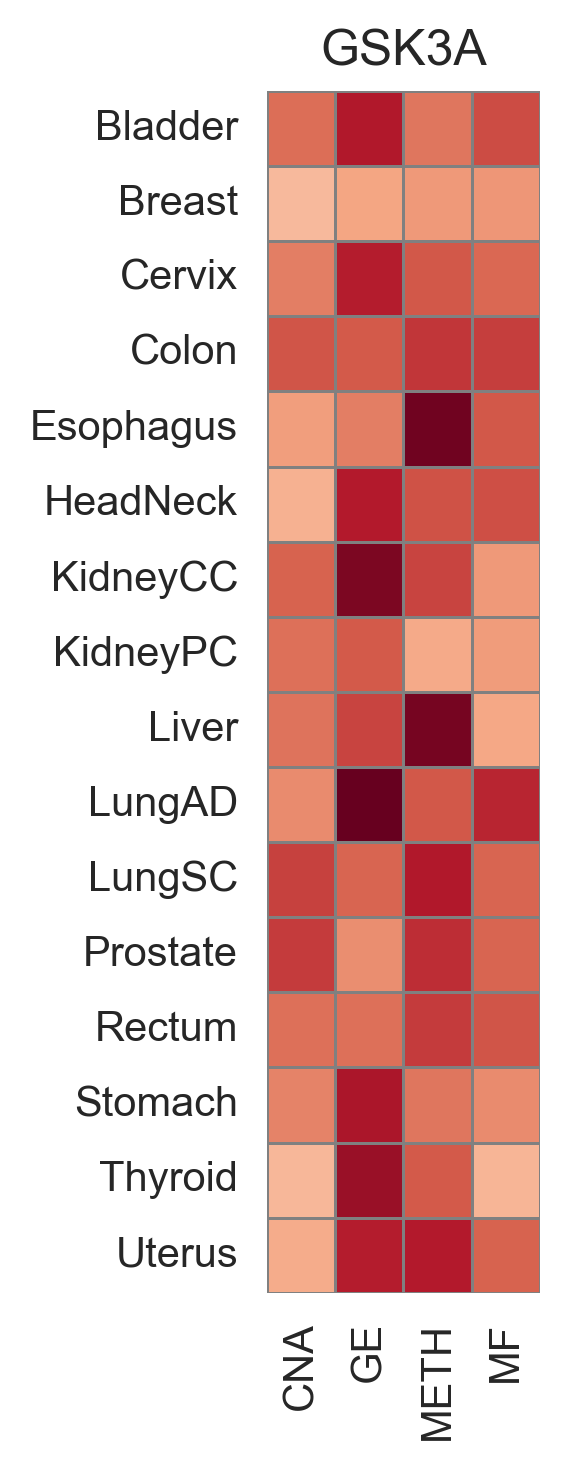 GSK3A
Bladder
Breast
Cervix
Colon
Esophagus
HeadNeck
KidneyCC
KidneyPC
Liver
LungAD
LungSC
Prostate
Rectum
Stomach
Thyroid
Uterus
CNA
GE
METH
MF